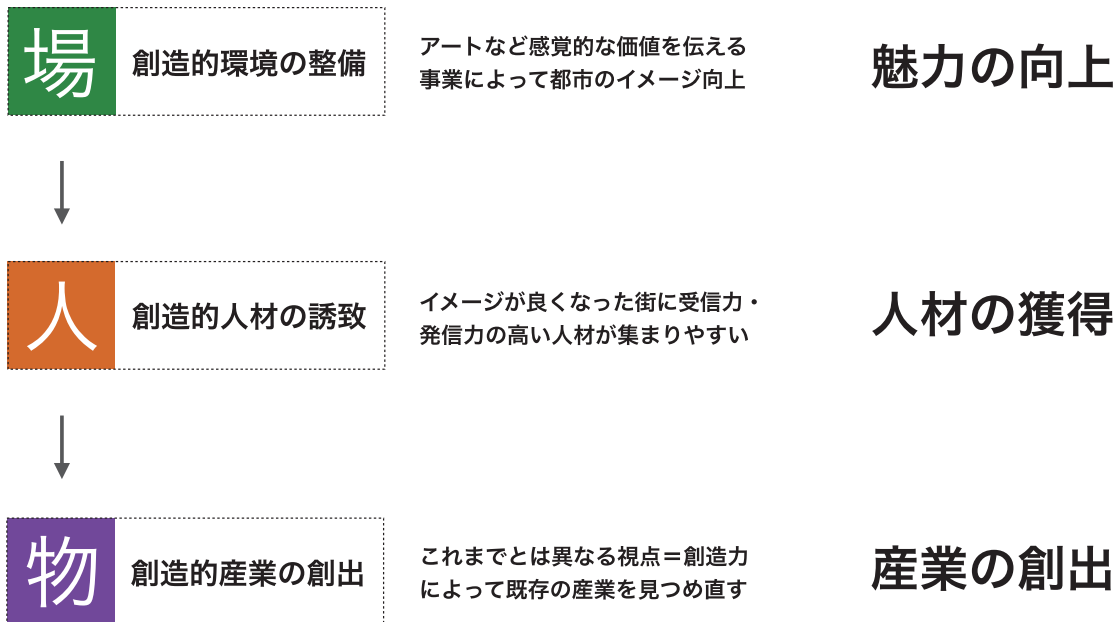 場
創造的環境の整備
アートなど感覚的な価値を伝える
事業によって都市のイメージ向上
魅力の向上
人
創造的人材の誘致
イメージが良くなった街に受信力・
発信力の高い人材が集まりやすい
人材の獲得
物
創造的産業の創出
これまでとは異なる視点＝創造力
によって既存の産業を見つめ直す
産業の創出